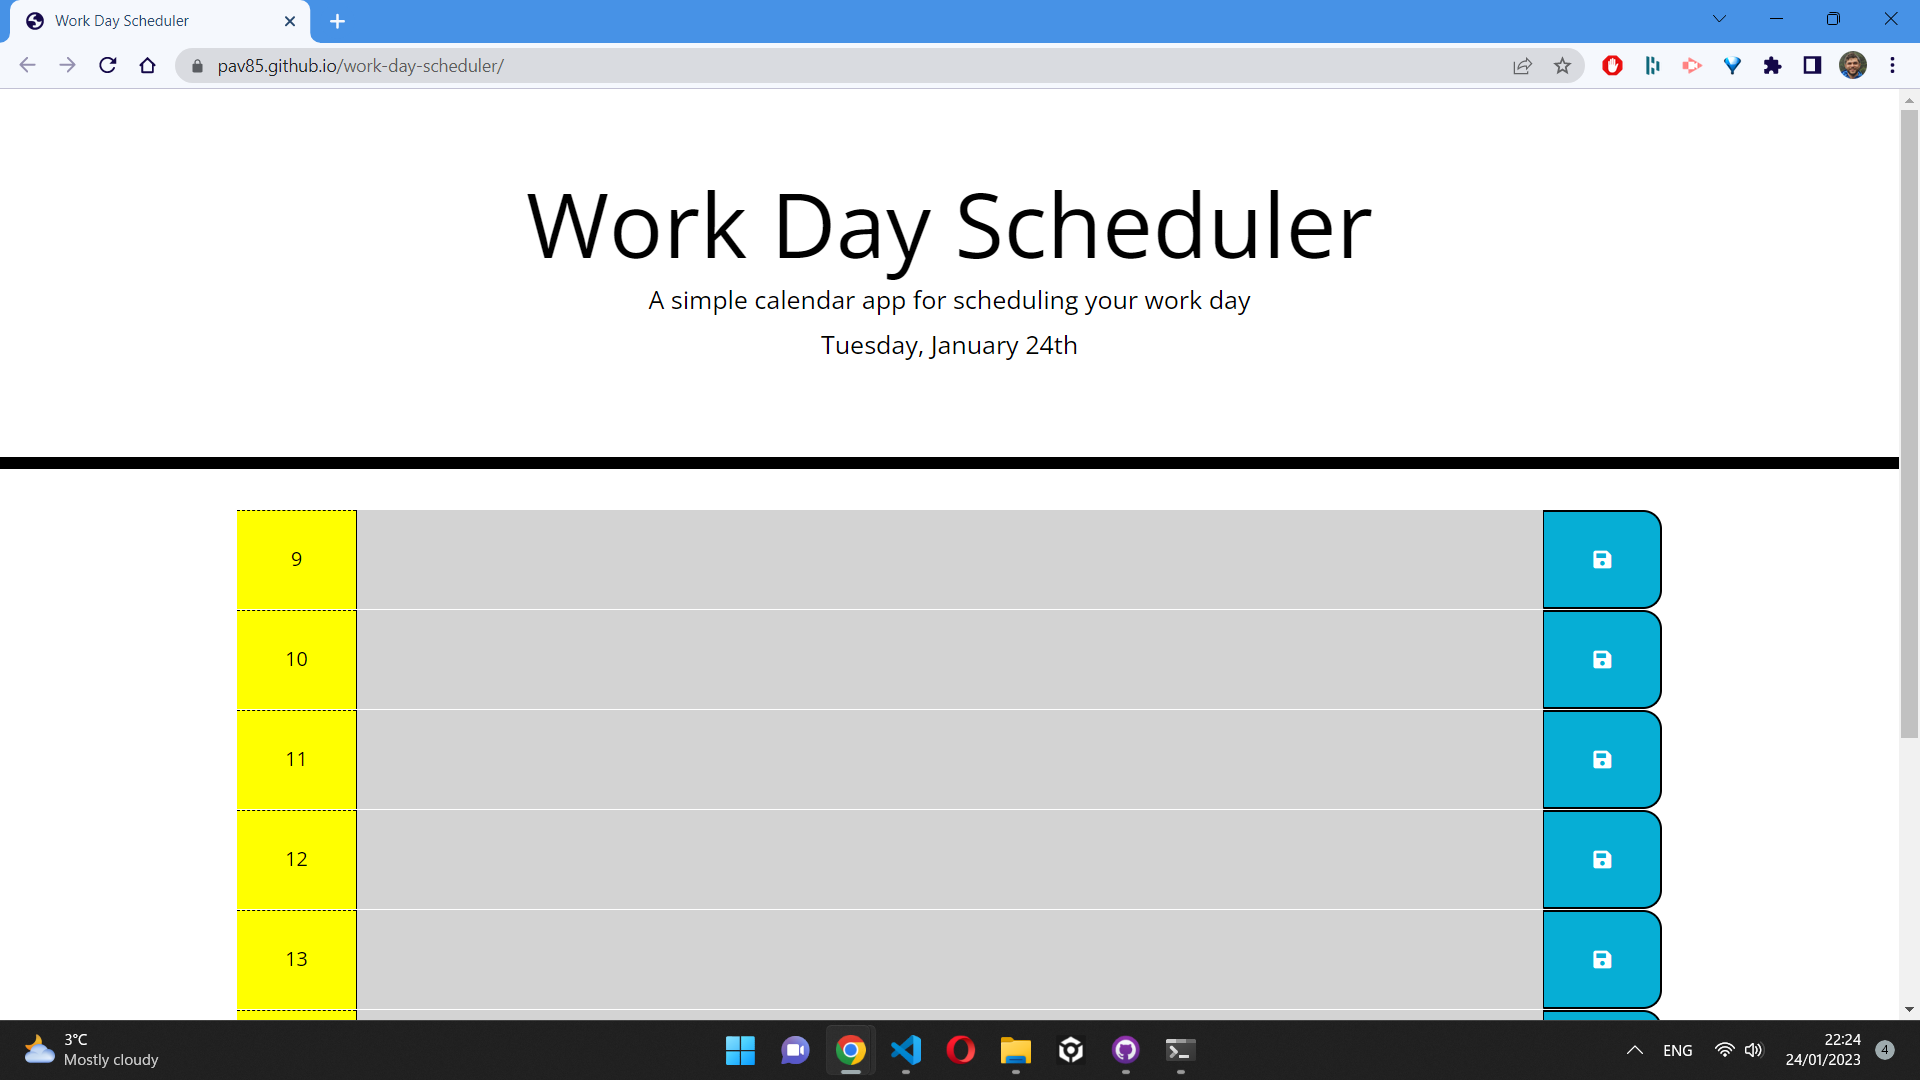 Work Day Scheduler
pav85.github.io/work-day-scheduler/
Work Day Scheduler
A simple calendar app for scheduling your work day
Tuesday, January 24th
9
10
11
12
13
3°C
Mostly cloudy
ENG
22:24
24/01/2023
4